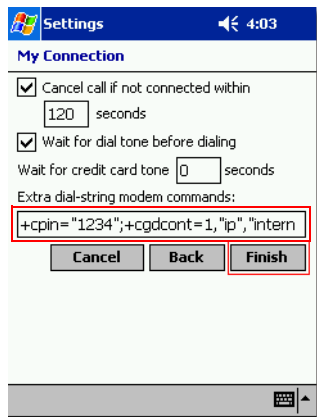 Settings 4:03
My Connection
Cancel call if not connected within
120 seconds
Wait for dial tone before dialing
Wait for credit card tone 0 seconds
Extra dial-string modem commands:
+cpin="1234";+cgdcont=1,"ip","intern
Cancel Back Finish